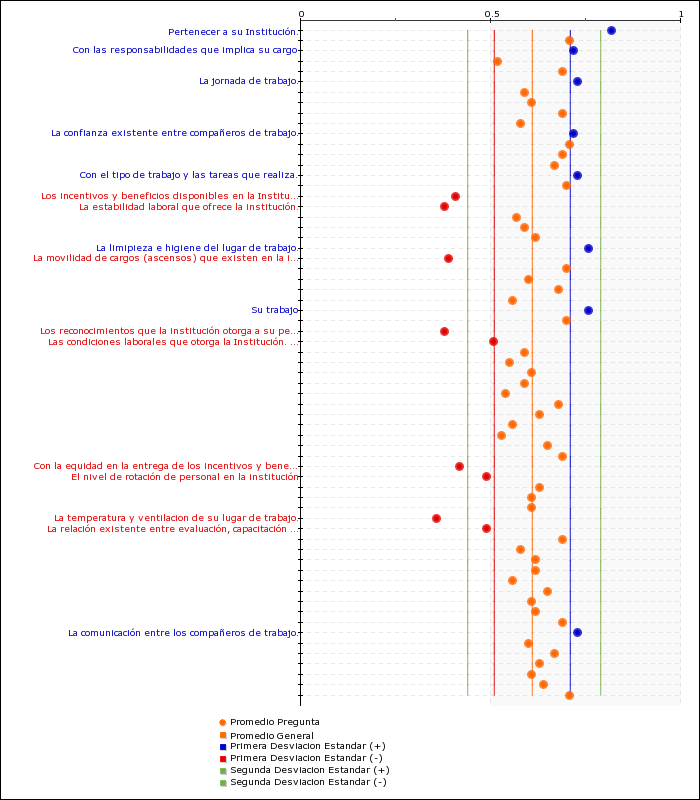 0 0.5 1
Pertenecer a su Institución.
Con las responsabilidades que implica su cargo
La jornada de trabajo.
La confianza existente entre compañeros de trabajo.
Con el tipo de trabajo y las tareas que realiza.
Los incentivos y beneficios disponibles en la Institu...
La estabilidad laboral que ofrece la institución.
La limipieza e higiene del lugar de trabajo.
La movilidad de cargos (ascensos) que existen en la i...
Su trabajo
Los reconocimientos que la institución otorga a su pe...
Las condiciones laborales que otorga la Institución. ...
Con la equidad en la entrega de los incentivos y bene...
El nivel de rotación de personal en la institución
La temperatura y ventilacion de su lugar de trabajo.
La relación existente entre evaluación, capacitación ...
La comunicación entre los compañeros de trabajo.
Promedio Pregunta
Promedio General
Primera Desviacion Estandar (+)
Primera Desviacion Estandar (-)
Segunda Desviacion Estandar (+)
Segunda Desviacion Estandar (-)